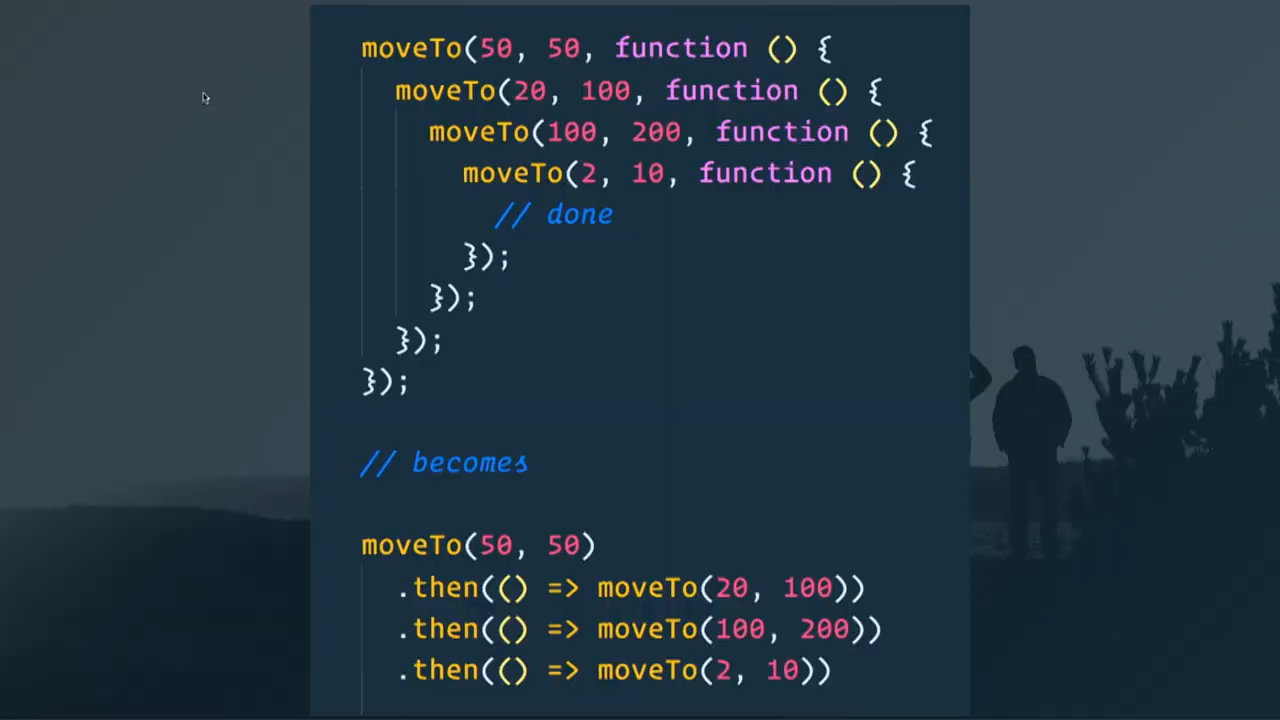 moveTo(50, 50, function () {
moveTo(20, 100, function () {
moveTo(100, 200, function () {
moveTo(2, 10, function () {
// done
});
});
});
});
// becomes
moveTo(50, 50)
.then(() => moveTo(20, 100))
.then(() => moveTo(100, 200))
.then(() => moveTo(2, 10))